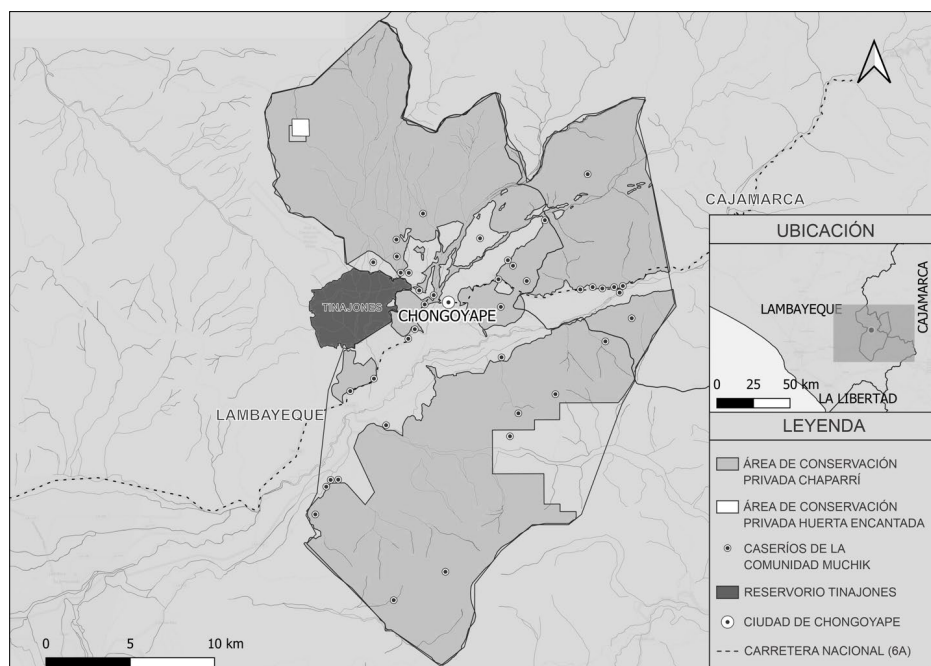 CAJAMARCA
TINAJONES
CHONGOYAPE
LAMBAYEQUE
0 5 10 km
UBICACIÓN
LAMBAYEQUE
CAJAMARCA
0 25 50 km
LA LIBERTAD
LEYENDA
ÁREA DE CONSERVACIÓN
PRIVADA CHAPARRÍ
ÁREA DE CONSERVACIÓN
PRIVADA HUERTA ENCANTADA
CASERÍOS DE LA
COMUNIDAD MUCHIK
RESERVORIO TINAJONES
CIUDAD DE CHONGOYAPE
CARRETERA NACIONAL (6A)